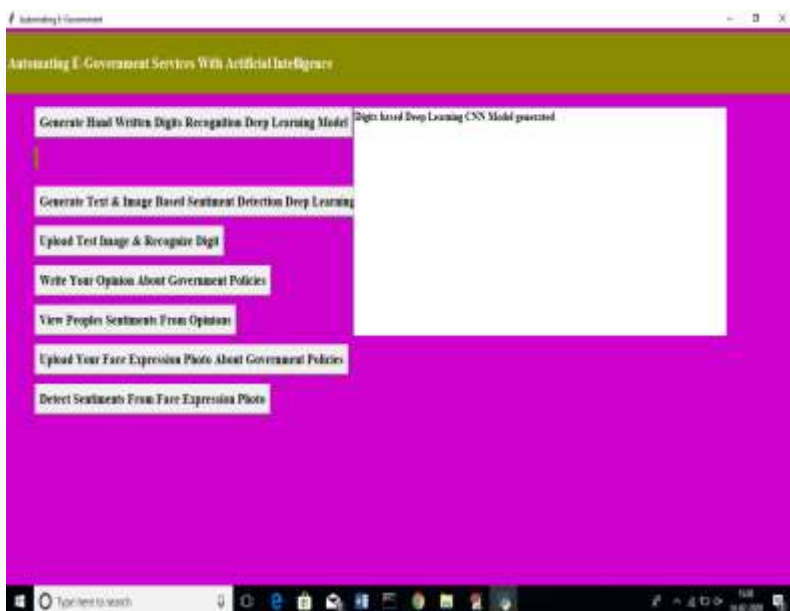 Automating E-Government
Automating E-Government Services With Artificial Intelligence
Generate Hand Written Digits Recognition Deep Learning Model
Digits based Deep Learning CNN Model generated
Generate Text & Image Based Sentiment Detection Deep Learning
Upload Test Image & Recognize Digit
Write Your Opinion About Government Policies
View Peoples Sentiments From Opinions
Upload Your Face Expression Photo About Government Policies
Detect Sentiments From Face Expression Photo
Type here to search